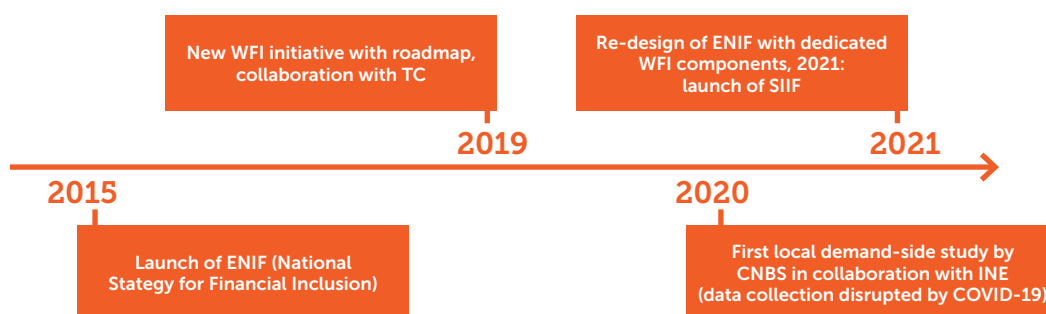 New WFI initiative with roadmap,
collaboration with TC
Re-design of ENIF with dedicated
WFI components, 2021:
launch of SIIF
2019
2021
2015
2020
Launch of ENIF (National
Stategy for Financial Inclusion)
First local demand-side study by
CNBS in collaboration with INE
(data collection disrupted by COVID-19)